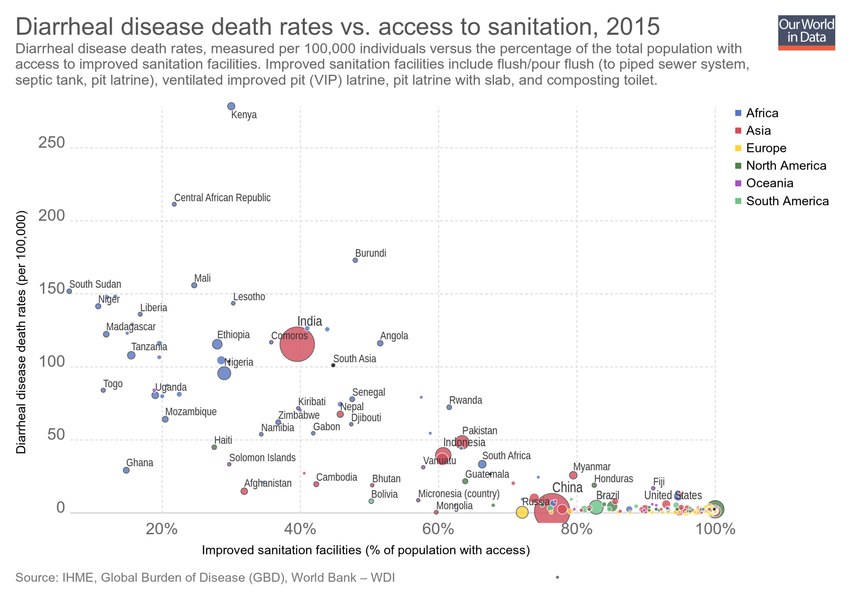 Diarrheal disease death rates vs. access to sanitation, 2015
Our World
in Data
Diarrheal disease death rates, measured per 100,000 individuals versus the percentage of the total population with
access to improved sanitation facilities. Improved sanitation facilities include flush/pour flush (to piped sewer system,
septic tank, pit latrine), ventilated improved pit (VIP) latrine, pit latrine with slab, and composting toilet.
Africa
Asia
Europe
North America
Oceania
South America
Diarrheal disease death rates (per 100,000)
250
200
150
100
50
0
Kenya
Central African Republic
Burundi
Mali
South Sudan
Niger
Lesotho
Liberia
India
Madagascar
Ethiopia
Comoros
Angola
Tanzania
South Asia
Nigeria
Togo
Uganda
Senegal
Kiribati
Nepal
Rwanda
Mozambique
Zimbabwe
Djibouti
Namibia
Gabon
Pakistan
Haiti
Indonesia
Ghana
Solomon Islands
Vanuatu
South Africa
Afghanistan
Cambodia
Bhutan
Guatemala
Myanmar
Honduras
Fiji
Bolivia
Micronesia (country)
China
Mongolia
Russia
Brazil
United States
20%
40%
60%
80%
100%
Improved sanitation facilities (% of population with access)
Source: IHME, Global Burden of Disease (GBD), World Bank – WDI